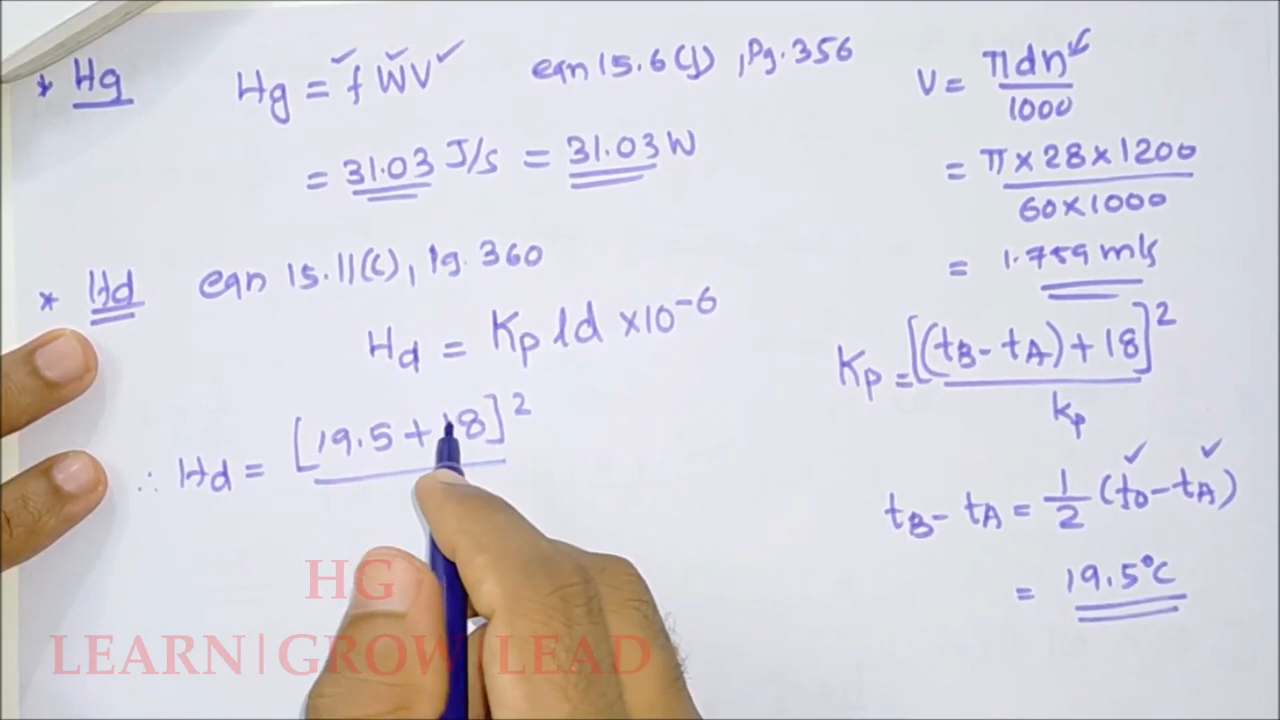 * Hg
Hg = f W V eqn 15.6(j), Pg. 356
= 31.03 J/s = 31.03 W
* Hd eqn 15.11(c), Pg. 360
Hd = Kp ld ×10⁻⁶
∴ Hd = [19.5 + 18]²
V = πdn / 1000
= π × 28 × 1200 / 60 × 1000
= 1.759 m/s
Kp = [(tB - tA) + 18]² / kp
tB - tA = 1/2 (to - tA)
= 19.5°C
HG
LEARN|GROW|LEAD